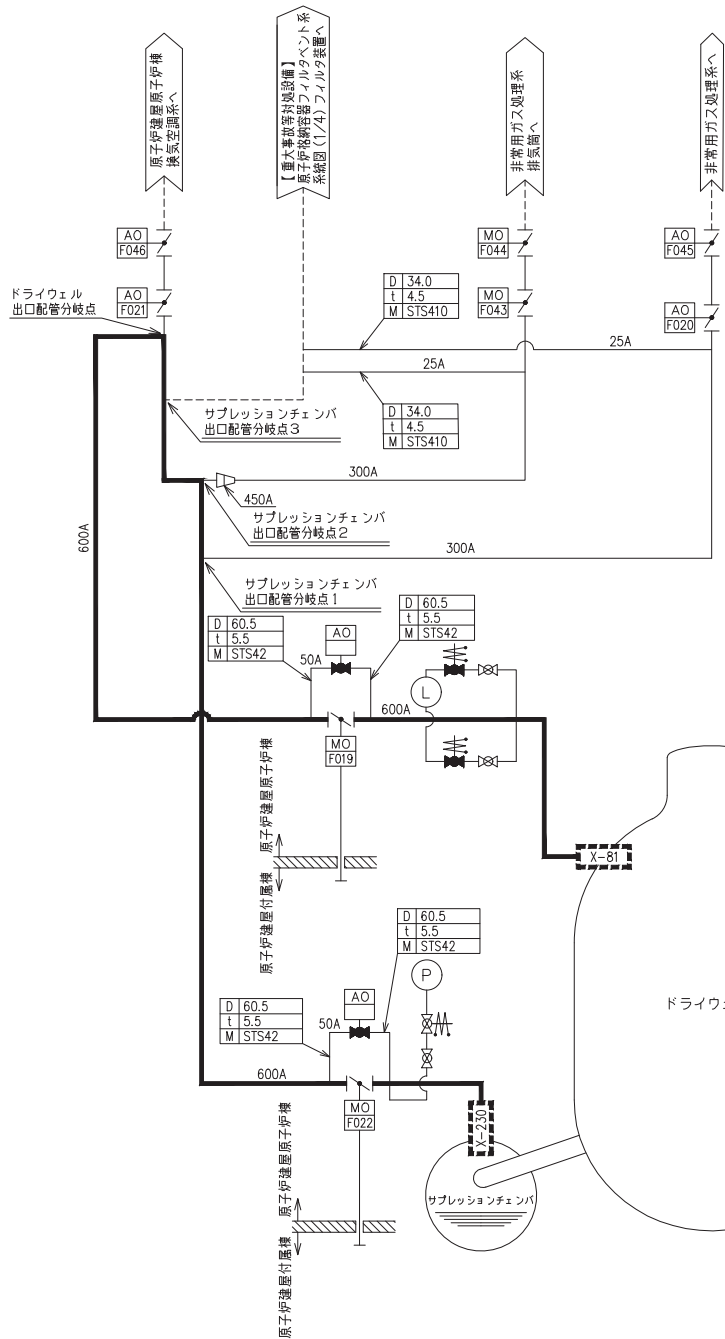 原子炉建屋原子炉棟
換気空調系へ
【重大事故等対処設備】
原子炉格納容器フィルタベント系
系統図(1/4)フィルタ装置へ
非常用ガス処理系
排気筒へ
非常用ガス処理系へ
AO
F046
MO
F044
AO
F045
AO
F021
MO
F043
AO
F020
ドライウェル
出口配管分岐点
D 34.0
t 4.5
M STS410
25A
25A
D 34.0
t 4.5
M STS410
サプレッションチェンバ
出口配管分岐点3
300A
450A
サプレッションチェンバ
出口配管分岐点2
600A
300A
サプレッションチェンバ
出口配管分岐点1
D 60.5
t 5.5
M STS42
AO
50A
D 60.5
t 5.5
M STS42
L
600A
MO
F019
原子炉建屋原子炉棟
原子炉建屋付属棟
X-81
D 60.5
t 5.5
M STS42
P
ドライウェ
D 60.5
t 5.5
M STS42
AO
50A
600A
MO
F022
X-230
サプレッションチェンバ
原子炉建屋原子炉棟
原子炉建屋付属棟